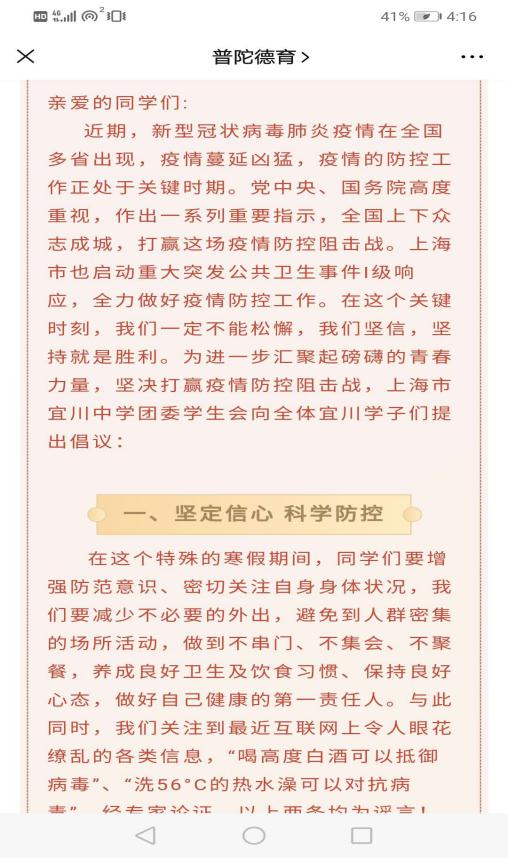 HD 4G 2 41% 4:16
普陀德育
亲爱的同学们:
近期，新型冠状病毒肺炎疫情在全国
多省出现，疫情蔓延凶猛，疫情的防控工
作正处于关键时期。党中央、国务院高度
重视，作出一系列重要指示，全国上下众
志成城，打赢这场疫情防控阻击战。上海
市也启动重大突发公共卫生事件I级响
应，全力做好疫情防控工作。在这个关键
时刻，我们一定不能松懈，我们坚信，坚
持就是胜利。为进一步汇聚起磅礴的青春
力量，坚决打赢疫情防控阻击战，上海市
宜川中学团委学生会向全体宜川学子们提
出倡议：
一、坚定信心 科学防控
在这个特殊的寒假期间，同学们要增
强防范意识、密切关注自身身体状况，我
们要减少不必要的外出，避免到人群密集
的场所活动，做到不串门、不集会、不聚
餐，养成良好卫生及饮食习惯、保持良好
心态，做好自己健康的第一责任人。与此
同时，我们关注到最近互联网上令人眼花
缭乱的各类信息，“喝高度白酒可以抵御
病毒”、“洗56°C的热水澡可以对抗病
毒”，经专家论证，以上两条均为谣言！